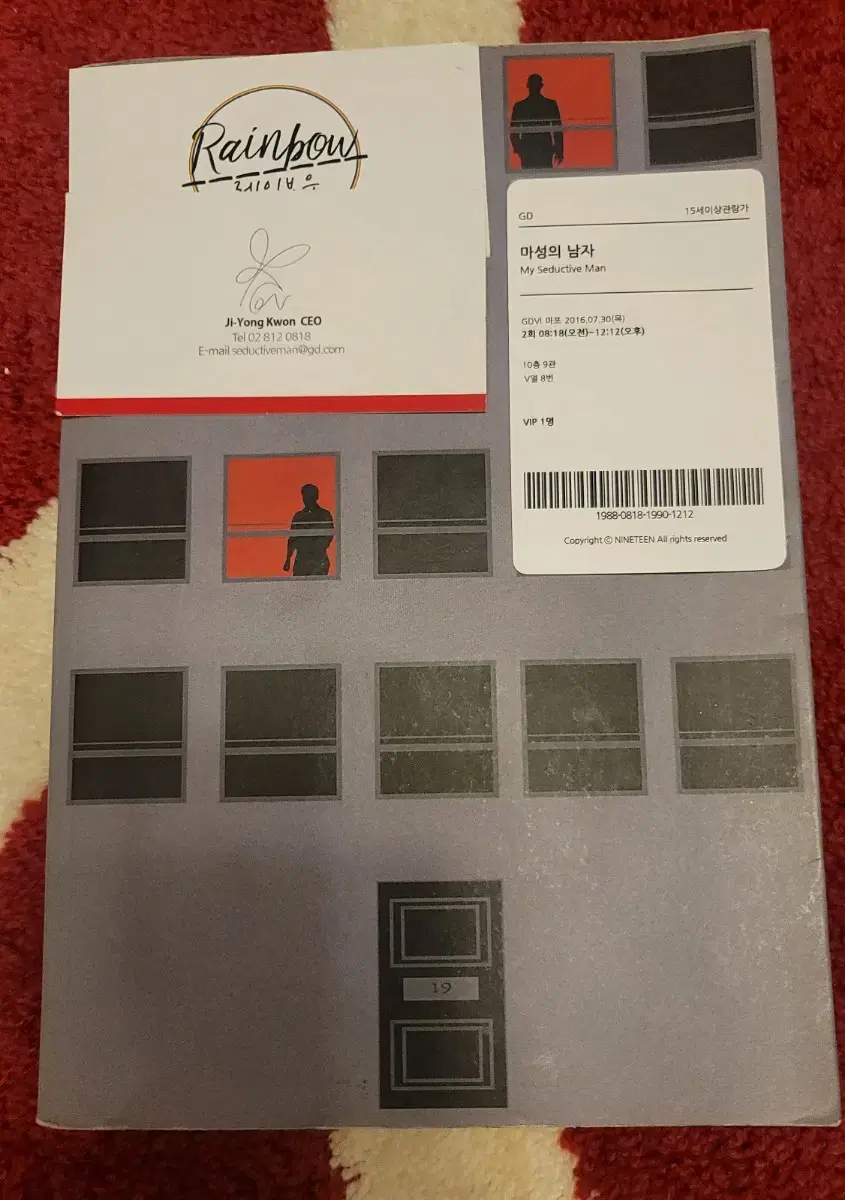 Rainbow
레인보우
Ji-Yong Kwon CEO
Tel 02 812 0818
E-mail seductiveman@gd.com
GD 15세이상관람가
마성의 남자
My Seductive Man
GDVI 마포 2016.07.30(목)
2회 08:18(오전)~12:12(오후)
10층 9관
V열 8번
VIP 1명
1988-0818-1990-1212
Copyright ⓒ NINETEEN All rights reserved
19